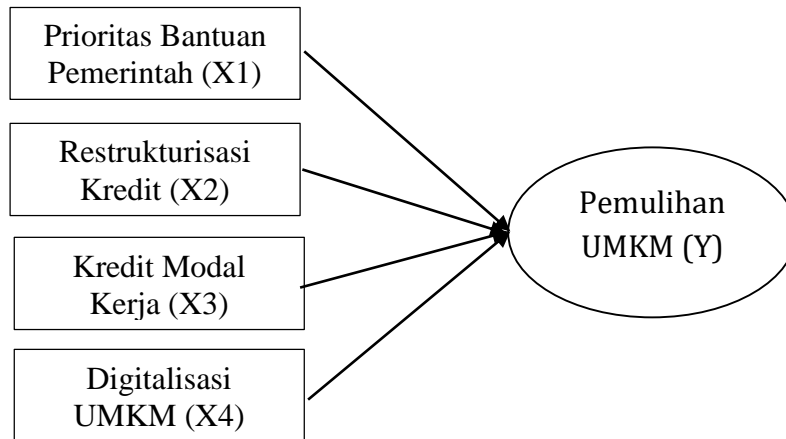 Prioritas Bantuan
Pemerintah (X1)
Restrukturisasi
Kredit (X2)
Kredit Modal
Kerja (X3)
Digitalisasi
UMKM (X4)
Pemulihan
UMKM (Y)